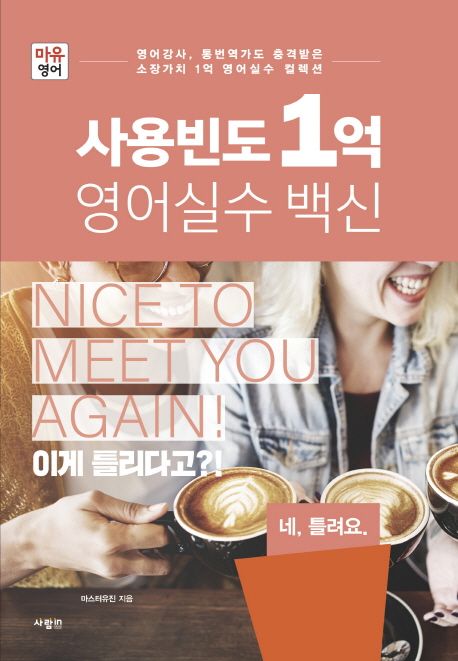 마유
영어
영어강사, 통번역가도 충격받은
소장가치 1억 영어실수 컬렉션
사용빈도 1억
영어실수 백신
NICE TO
MEET YOU
AGAIN!
이게 틀리다고?!
네, 틀려요.
마스터유진 지음
사람in